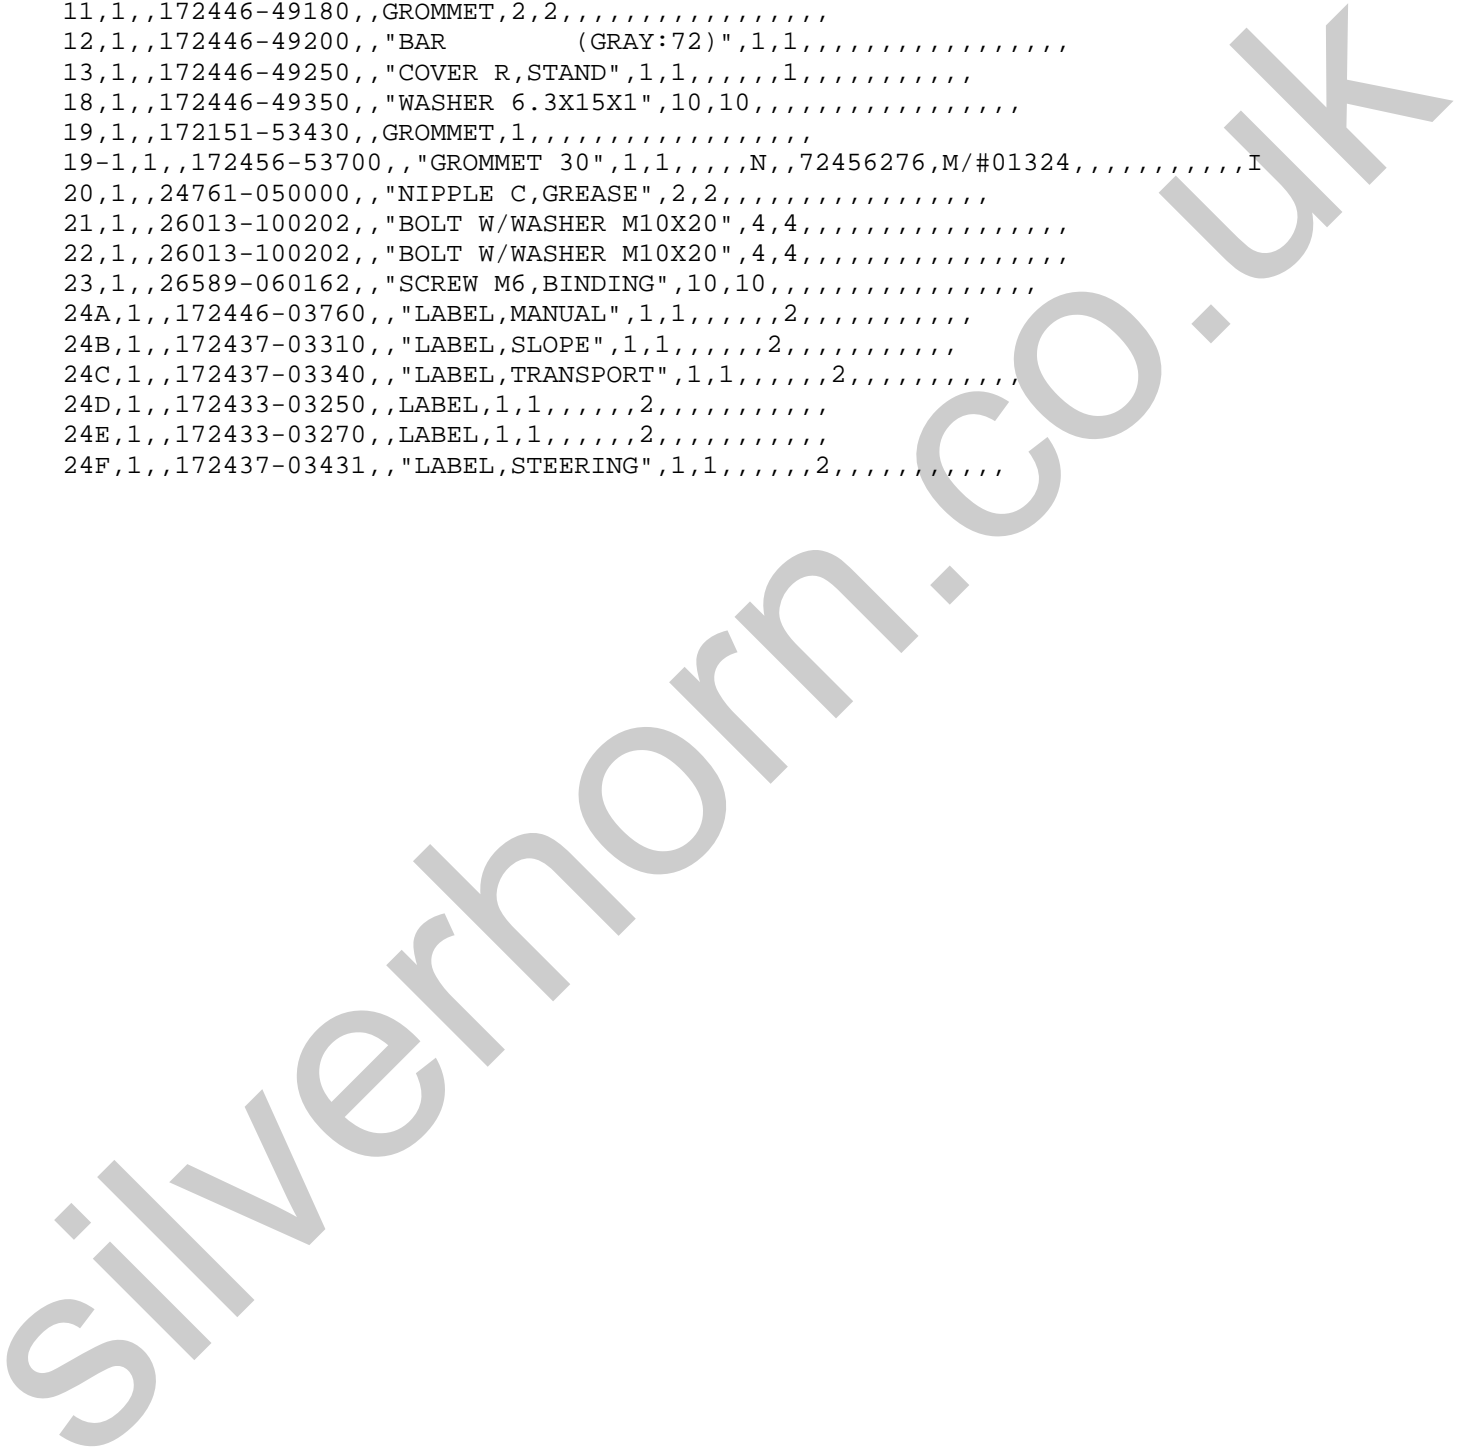 11,1,,172446-49180,,GROMMET,2,2,,,,,,,,,,,,,,,,,
12,1,,172446-49200,,"BAR        (GRAY:72)",1,1,,,,,,,,,,,,,,,,,
13,1,,172446-49250,,"COVER R,STAND",1,1,,,,,,1,,,,,,,,,,,
18,1,,172446-49350,,"WASHER 6.3X15X1",10,10,,,,,,,,,,,,,,,,,
19,1,,172151-53430,,GROMMET,1,,,,,,,,,,,,,,,,,,
19-1,1,,172456-53700,,"GROMMET 30",1,1,,,,,N,,72456276,M/#01324,,,,,,,,,,,I
20,1,,24761-050000,,"NIPPLE C,GREASE",2,2,,,,,,,,,,,,,,,,,
21,1,,26013-100202,,"BOLT W/WASHER M10X20",4,4,,,,,,,,,,,,,,,,,
22,1,,26013-100202,,"BOLT W/WASHER M10X20",4,4,,,,,,,,,,,,,,,,,
23,1,,26589-060162,,"SCREW M6,BINDING",10,10,,,,,,,,,,,,,,,,,
24A,1,,172446-03760,,"LABEL,MANUAL",1,1,,,,,,2,,,,,,,,,,,
24B,1,,172437-03310,,"LABEL,SLOPE",1,1,,,,,,2,,,,,,,,,,,
24C,1,,172437-03340,,"LABEL,TRANSPORT",1,1,,,,,,2,,,,,,,,,,,
24D,1,,172433-03250,,LABEL,1,1,,,,,,2,,,,,,,,,,,
24E,1,,172433-03270,,LABEL,1,1,,,,,,2,,,,,,,,,,,
24F,1,,172437-03431,,"LABEL,STEERING",1,1,,,,,,2,,,,,,,,,,,
silverhorn.co.uk